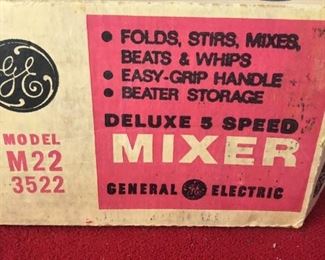 GE
MODEL
M22
3522
• FOLDS, STIRS, MIXES,
BEATS & WHIPS
• EASY-GRIP HANDLE
• BEATER STORAGE
DELUXE 5 SPEED
MIXER
GENERAL GE ELECTRIC